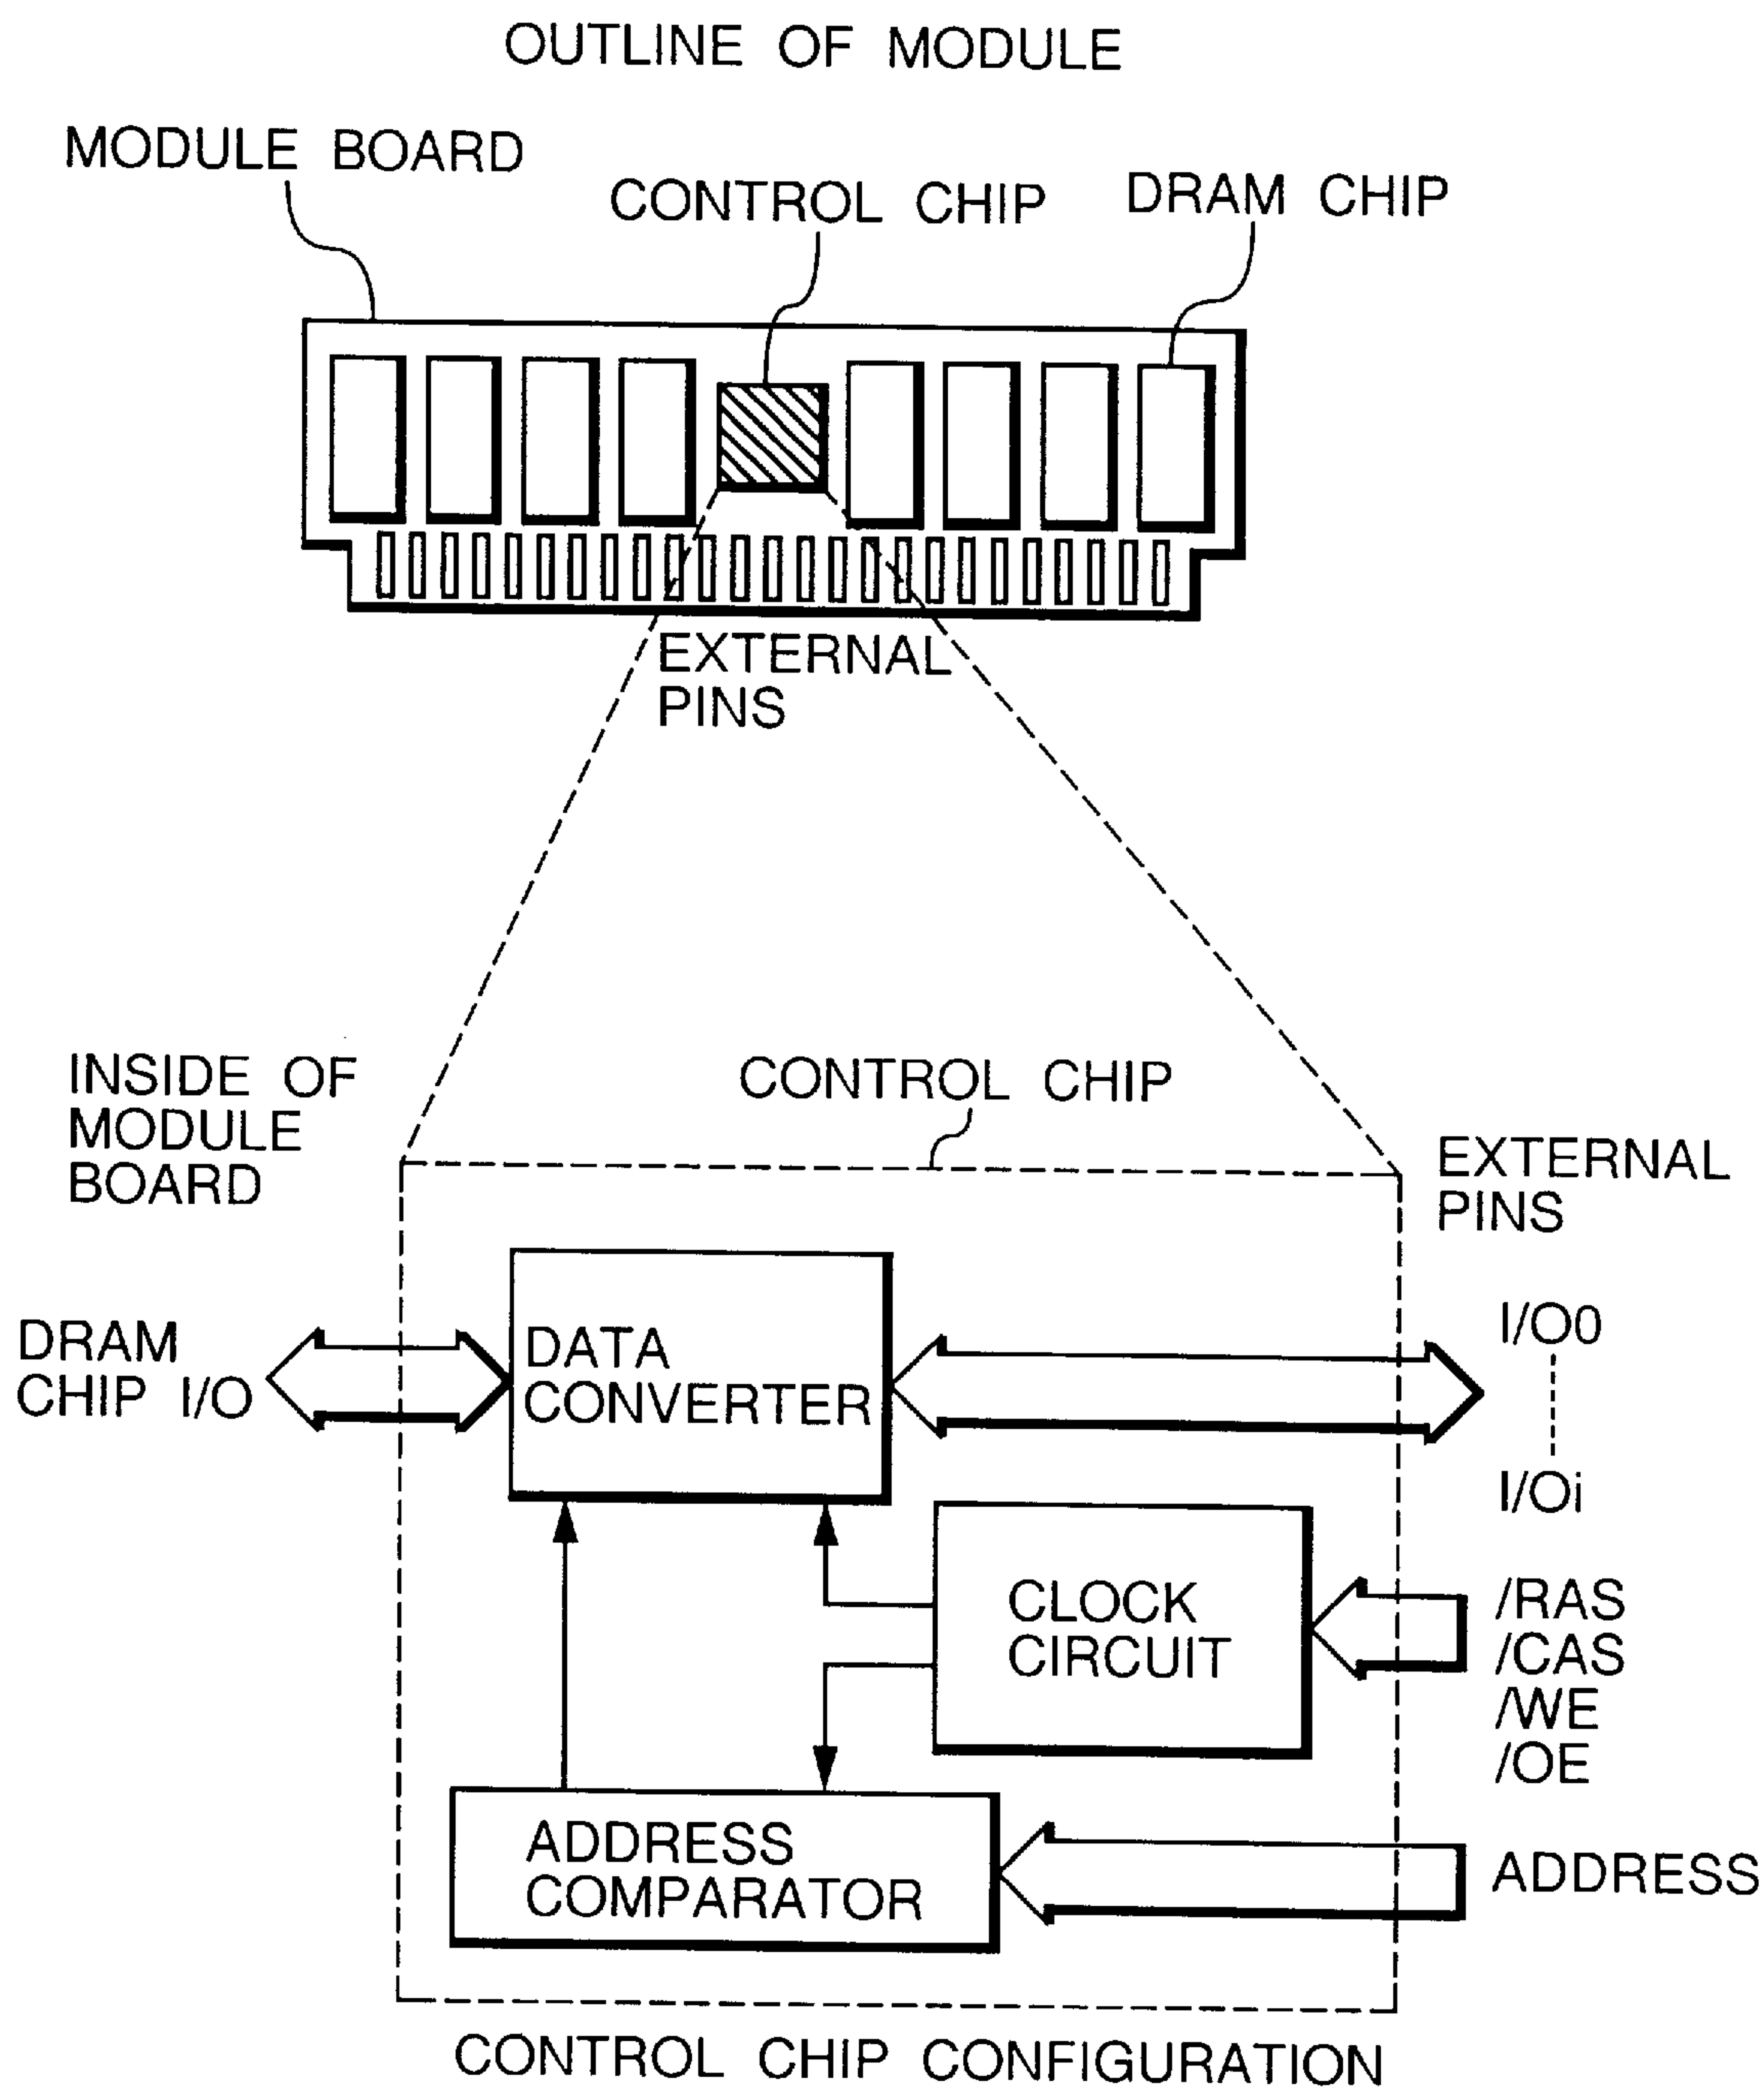 OUTLINE OF MODULE
MODULE BOARD
CONTROL CHIP
DRAM CHIP
EXTERNAL
PINS
INSIDE OF
MODULE
BOARD
CONTROL CHIP
EXTERNAL
PINS
DRAM
CHIP I/O
DATA
CONVERTER
I/O0
I/Oi
CLOCK
CIRCUIT
/RAS
/CAS
/WE
/OE
ADDRESS
COMPARATOR
ADDRESS
CONTROL CHIP CONFIGURATION